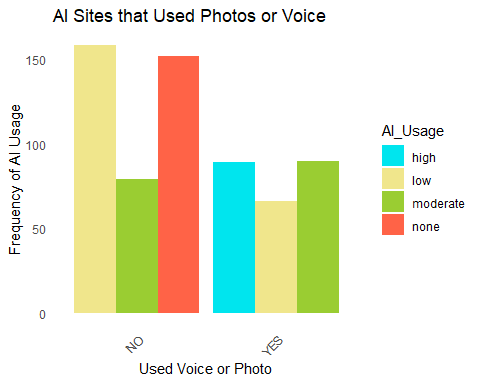 AI Sites that Used Photos or Voice
Frequency of AI Usage
150
100
50
0
NO
YES
Used Voice or Photo
AI_Usage
high
low
moderate
none